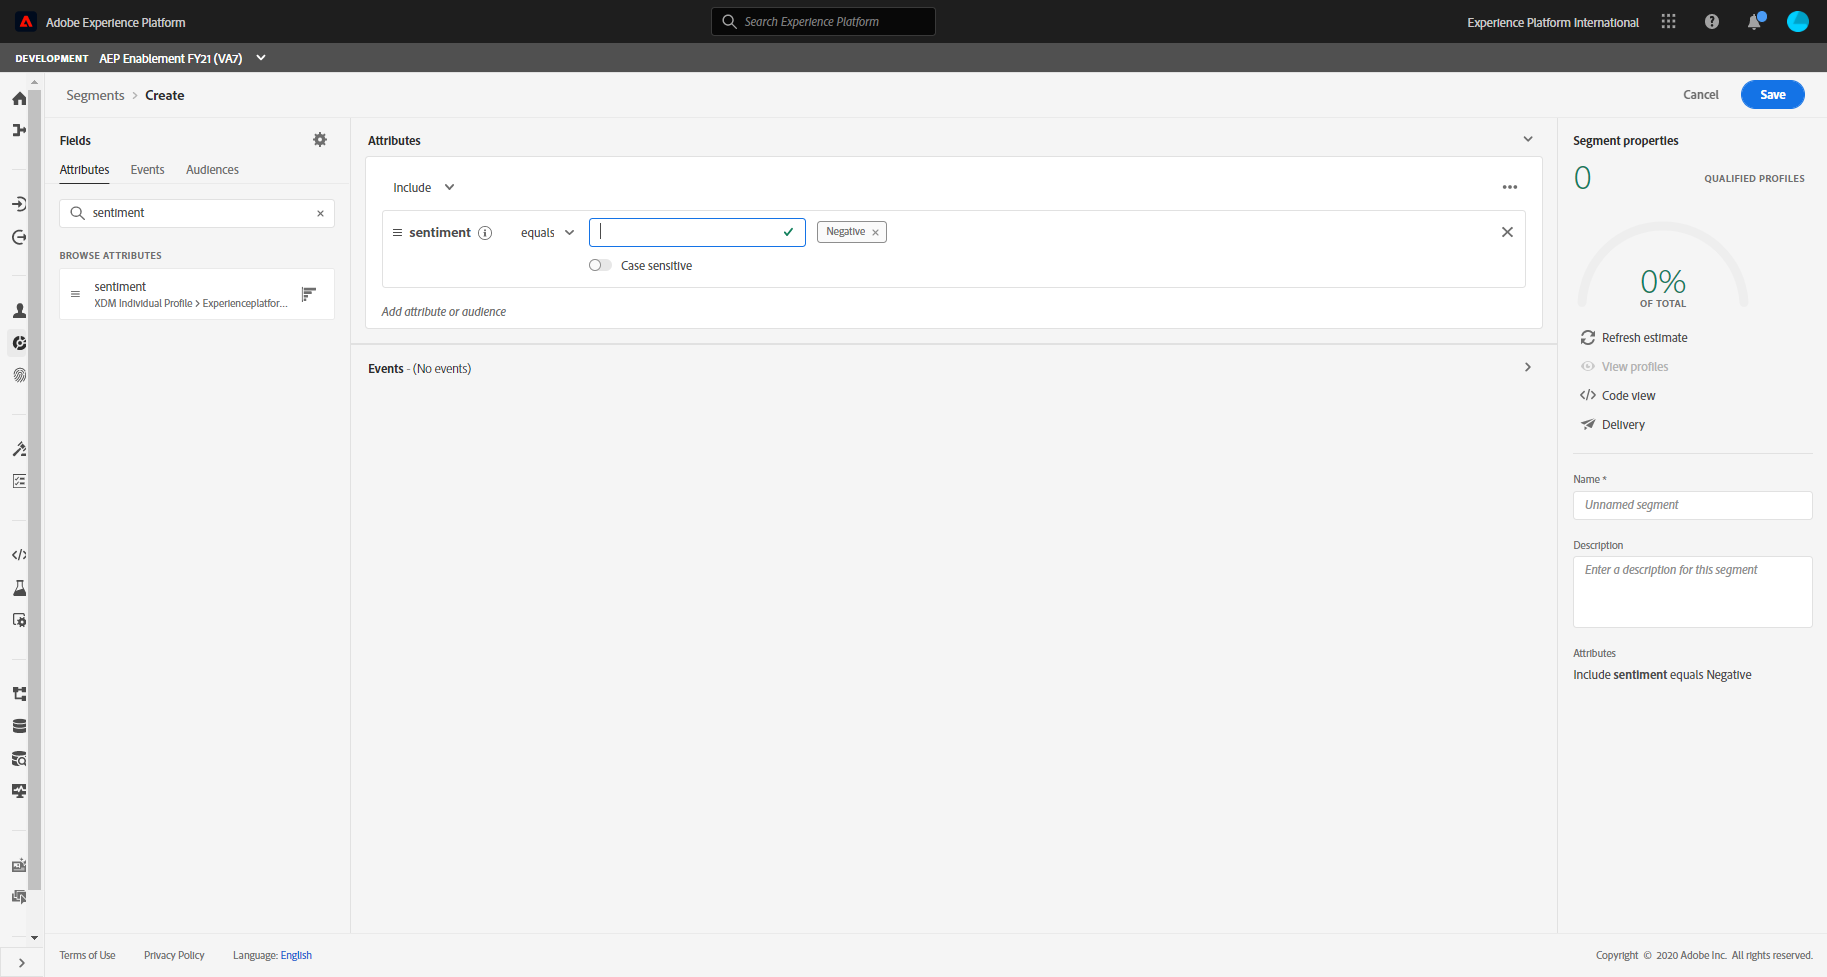 Adobe Experience Platform
Search Experience Platform
Experience Platform International
DEVELOPMENT AEP Enablement FY21 (VA7)
Segments > Create
Cancel
Save
Fields
Attributes Events Audiences
sentiment
BROWSE ATTRIBUTES
sentiment
XDM Individual Profile > Experienceplatfor...
Attributes
Include
sentiment equals Negative
Case sensitive
Add attribute or audience
Events - (No events)
Segment properties
0 QUALIFIED PROFILES
0%
OF TOTAL
Refresh estimate
View profiles
Code view
Delivery
Name *
Unnamed segment
Description
Enter a description for this segment
Attributes
Include sentiment equals Negative
Terms of Use Privacy Policy Language: English
Copyright © 2020 Adobe Inc. All rights reserved.